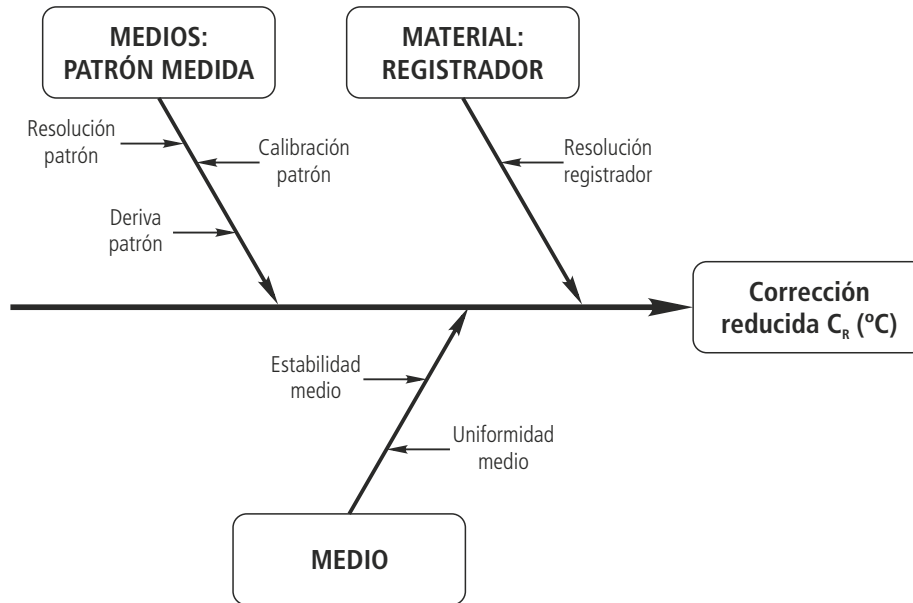 MEDIOS:
PATRÓN MEDIDA
MATERIAL:
REGISTRADOR
Resolución
patrón
Calibración
patrón
Resolución
registrador
Deriva
patrón
Corrección
reducida C_R (ºC)
Estabilidad
medio
Uniformidad
medio
MEDIO